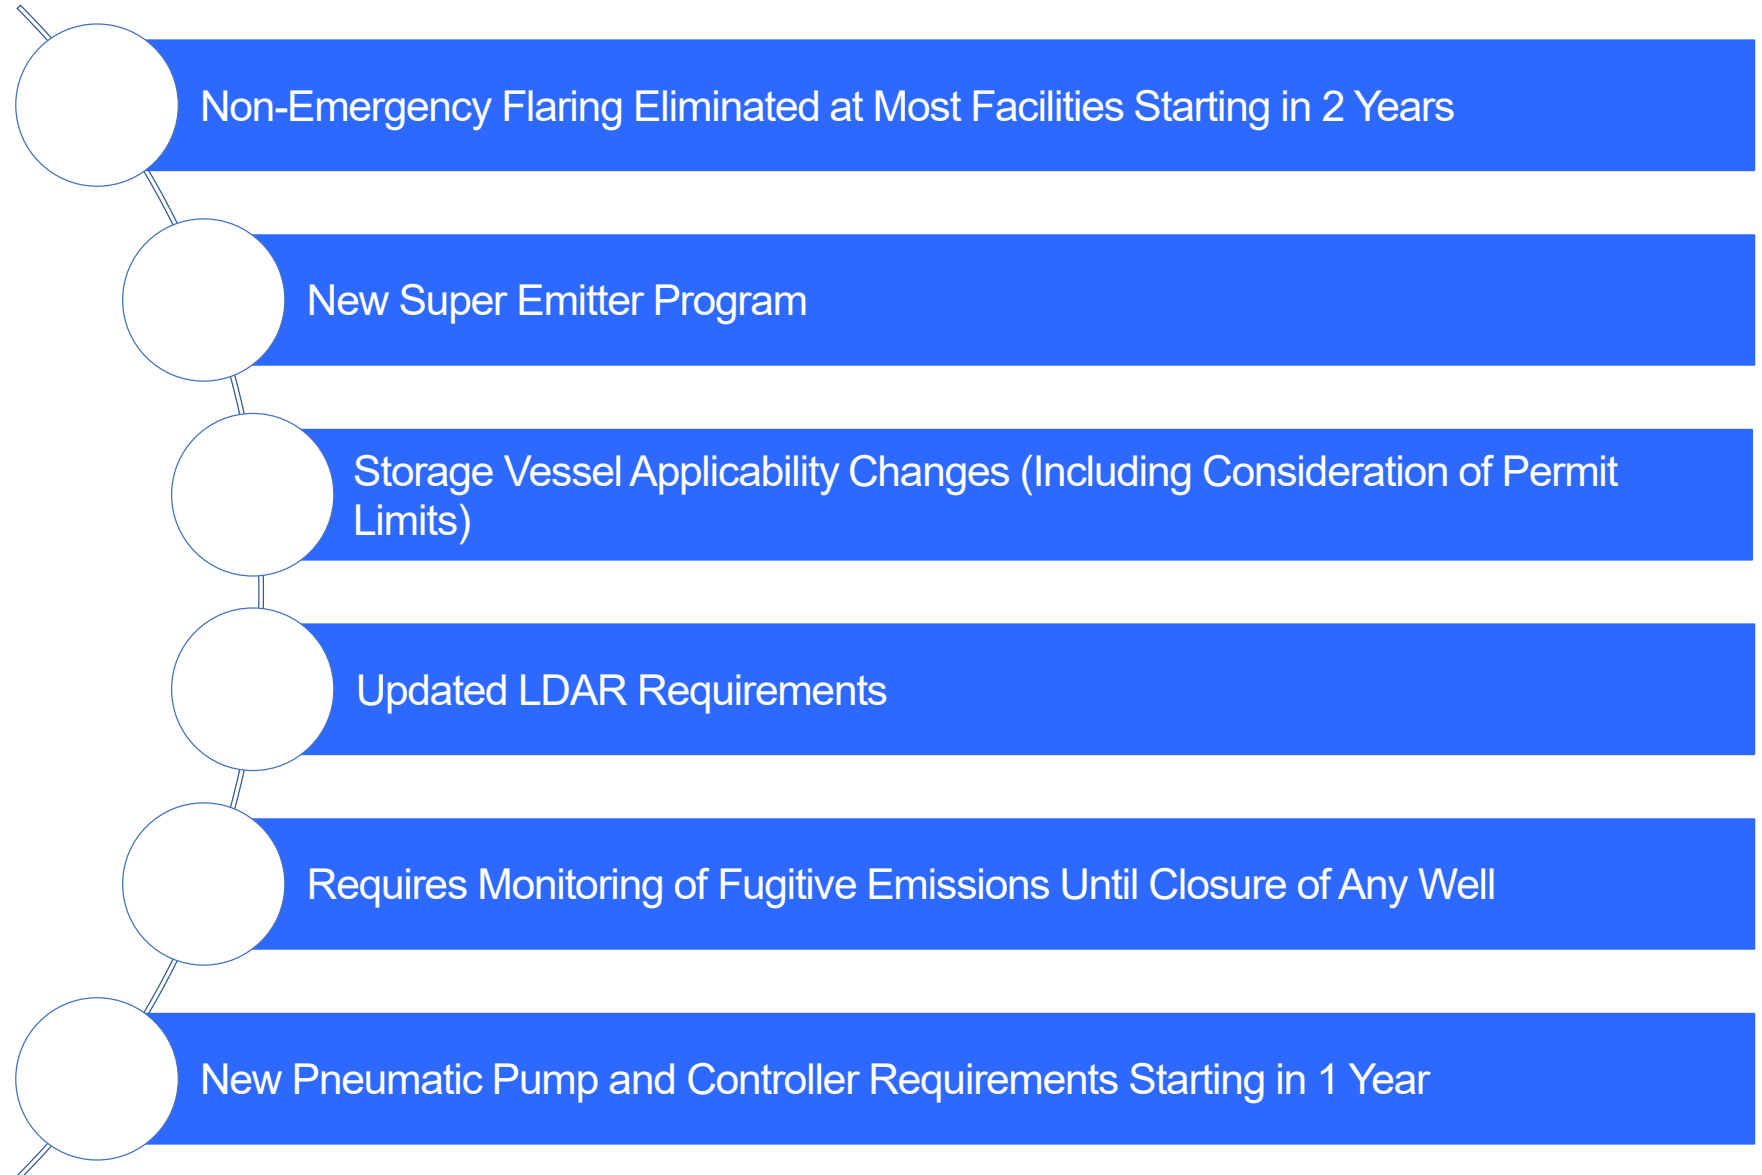 Non-Emergency Flaring Eliminated at Most Facilities Starting in 2 Years
New Super Emitter Program
Storage Vessel Applicability Changes (Including Consideration of Permit
Limits)
Updated LDAR Requirements
Requires Monitoring of Fugitive Emissions Until Closure of Any Well
New Pneumatic Pump and Controller Requirements Starting in 1 Year